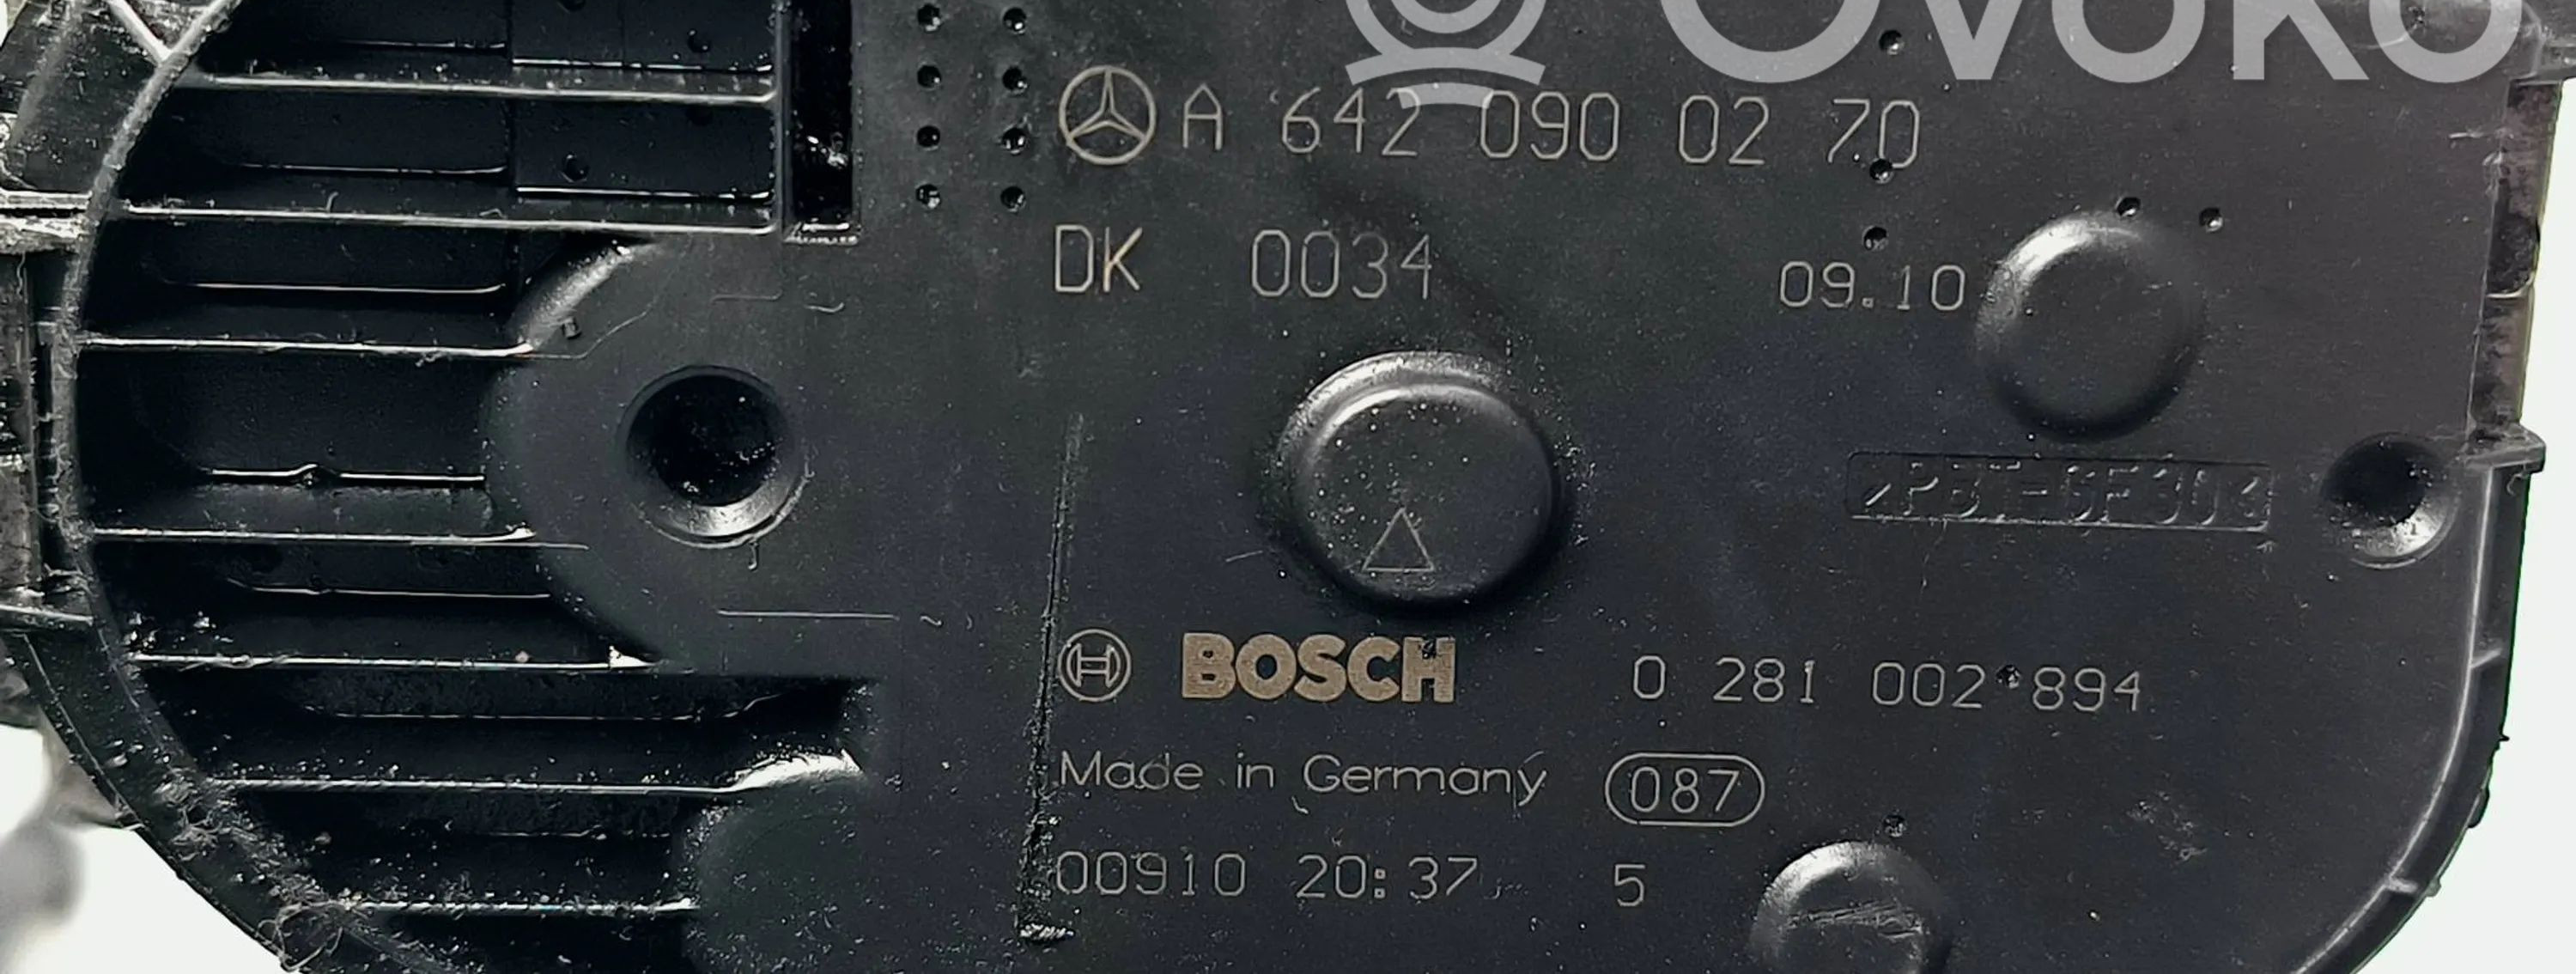 OVOKO
A 642 090 02 70
DK 0034
09.10
BOSCH 0 281 002 894
Made in Germany 087
00910 20:37 5